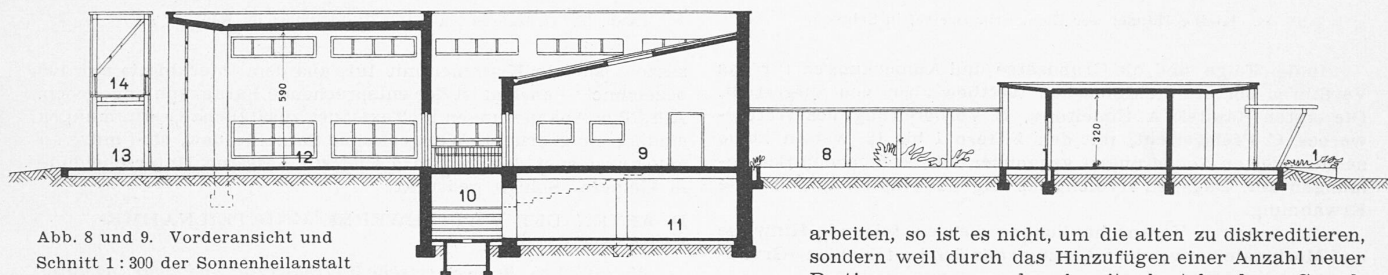 14
590
13
12
9
8
320
10
11
Abb. 8 und 9. Vorderansicht und
Schnitt 1 : 300 der Sonnenheilanstalt
arbeiten, so ist es nicht, um die alten zu diskreditieren,
sondern weil durch das Hinzufügen einer Anzahl neuer